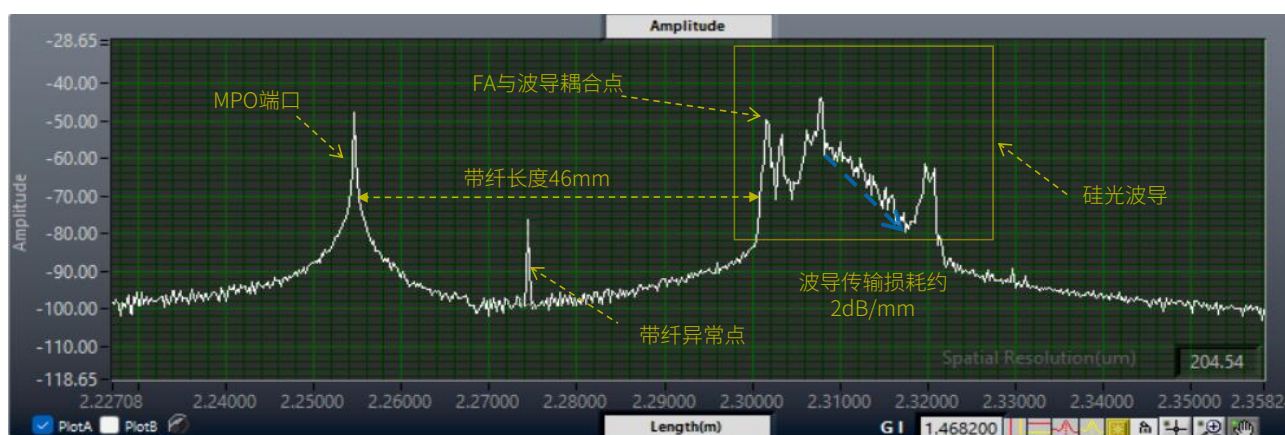 Amplitude
-28.65
-40.00
-50.00
-60.00
-70.00
-80.00
-90.00
-100.00
-110.00
-118.65
Amplitude
MPO端口
FA与波导耦合点
带纤长度46mm
硅光波导
波导传输损耗约
2dB/mm
带纤异常点
Spatial Resolution(um)
204.54
2.22708
2.24000
2.25000
2.26000
2.27000
2.28000
2.29000
2.30000
2.31000
2.32000
2.33000
2.34000
2.35000
2.3582
PlotA
PlotB
Length(m)
G I
1.468200